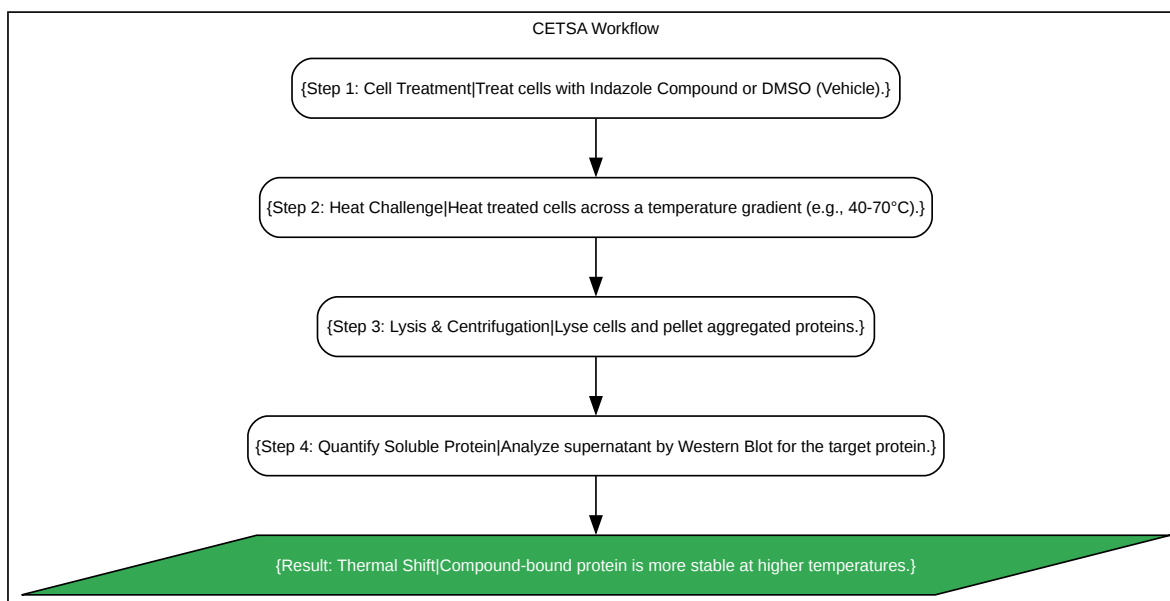 CETSA Workflow
{Step 1: Cell Treatment|Treat cells with Indazole Compound or DMSO (Vehicle).}
{Step 2: Heat Challenge|Heat treated cells across a temperature gradient (e.g., 40-70°C).}
{Step 3: Lysis & Centrifugation|Lyse cells and pellet aggregated proteins.}
{Step 4: Quantify Soluble Protein|Analyze supernatant by Western Blot for the target protein.}
{Result: Thermal Shift|Compound-bound protein is more stable at higher temperatures.}